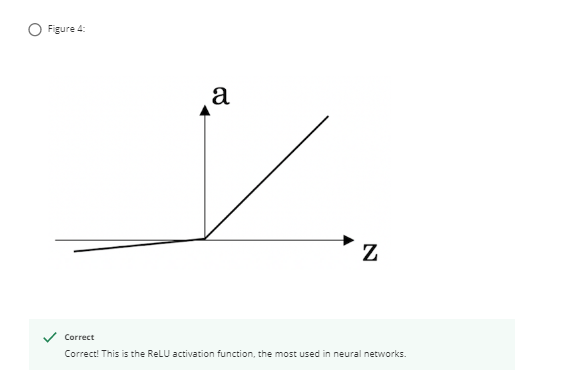 Figure 4:
a
z
Correct
Correct! This is the ReLU activation function, the most used in neural networks.